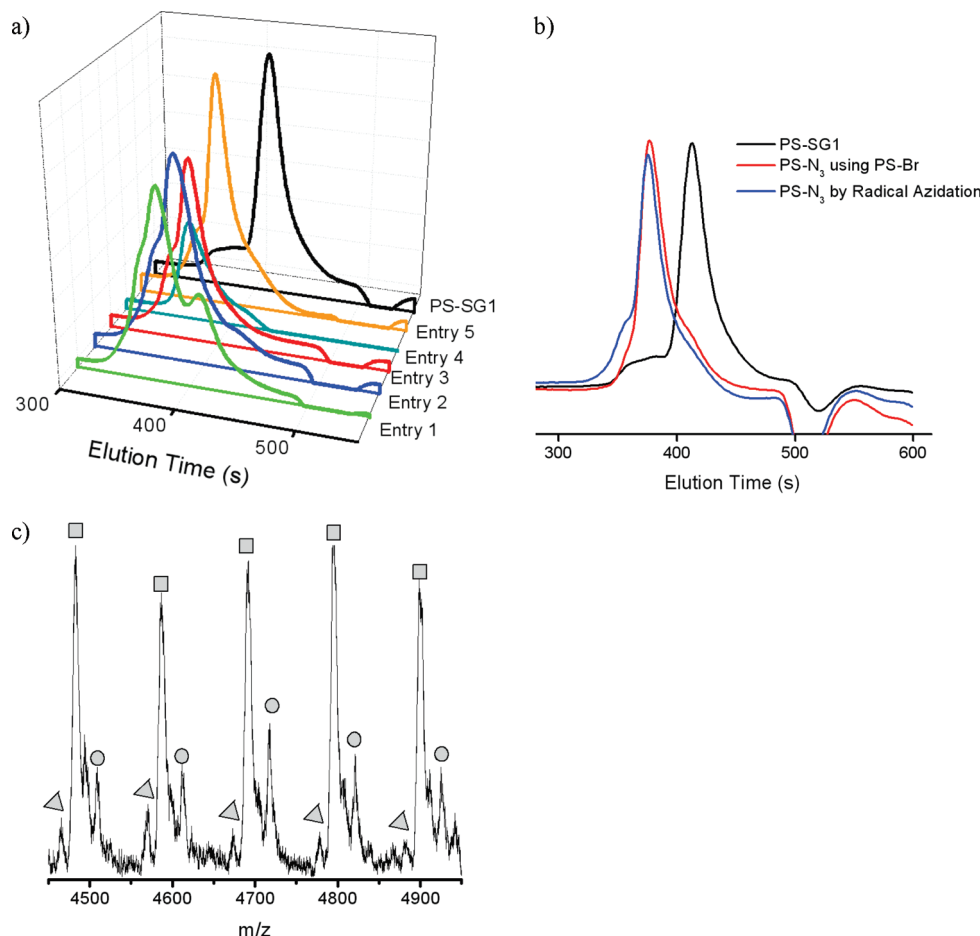 a)
PS-SG1
Entry 5
Entry 4
Entry 3
Entry 2
Entry 1
300
400
500
Elution Time (s)
b)
PS-SG1
PS-N3 using PS-Br
PS-N3 by Radical Azidation
300 400 500 600
Elution Time (s)
c)
4500 4600 4700 4800 4900
m/z